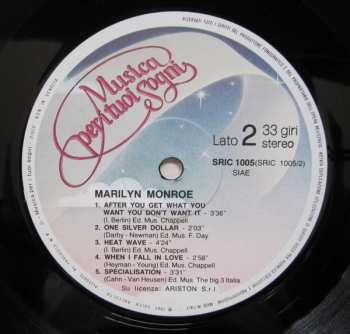 Musica
per i tuoi sogni
Lato 2 33 giri
stereo
SRIC 1005 (SRIC 1005/2)
SIAE
MARILYN MONROE
1. AFTER YOU GET WHAT YOU
WANT YOU DON'T WANT IT - 3'36"
(I. Berlin) Ed. Mus. Chappell
2. ONE SILVER DOLLAR - 2'03"
(Darby - Newman) Ed. Mus. F. Day
3. HEAT WAVE - 4'24"
(I. Berlin) Ed. Mus. Chappell
4. WHEN I FALL IN LOVE - 2'58"
(Heyman - Young) Ed. Mus. Chappell
5. SPECIALISATION - 3'31"
(Cahn - Van Heusen) Ed. Mus. The big 3 Italia
Su licenza: ARISTON S.r.l